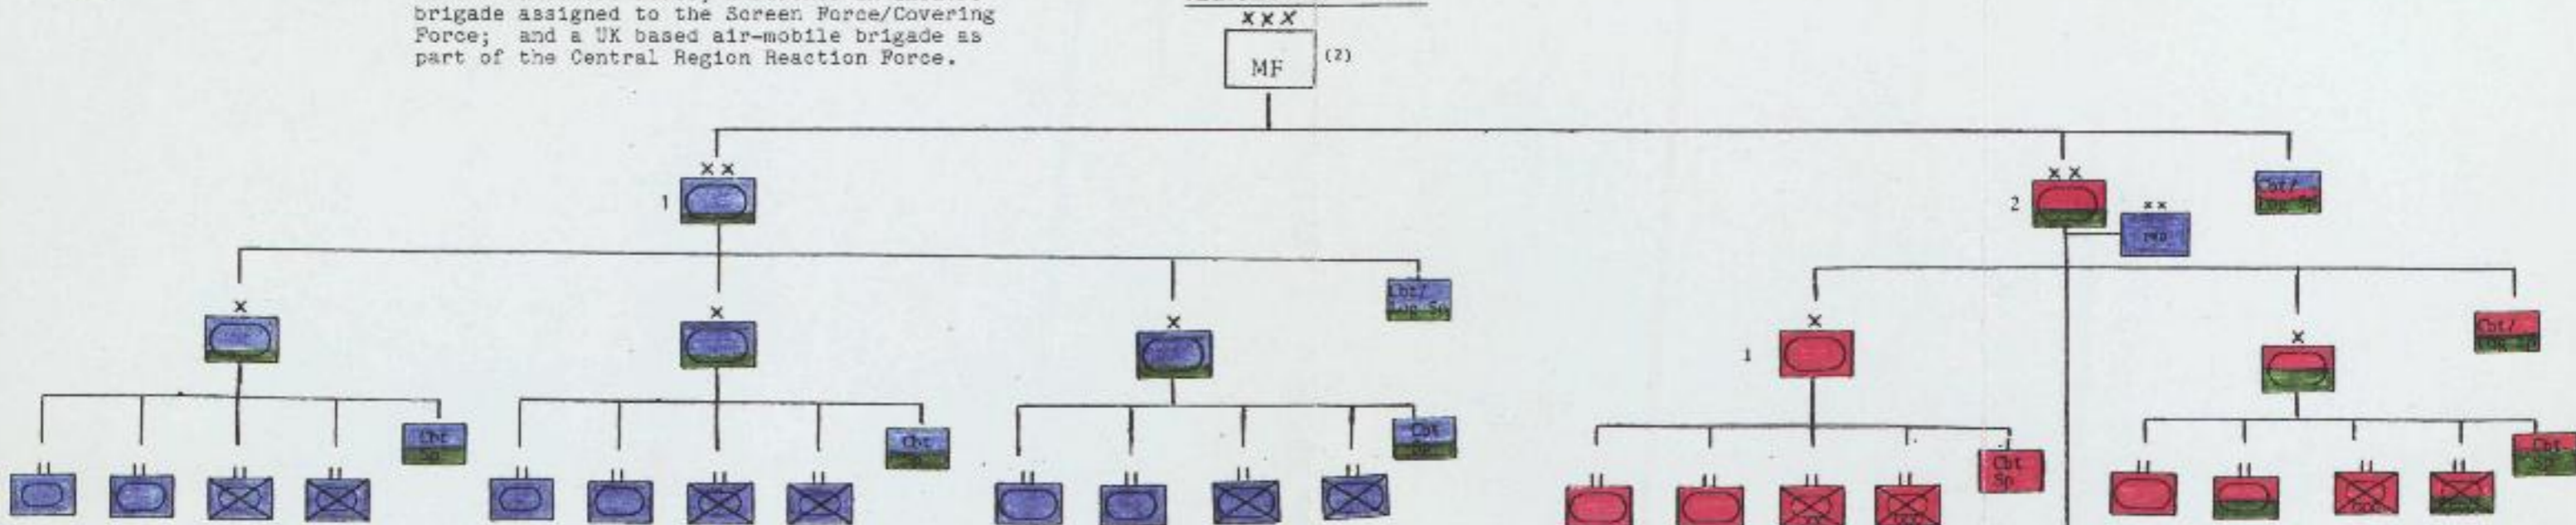 brigade assigned to the Screen Force/Covering
Force; and a UK based air-mobile brigade as
part of the Central Region Reaction Force.
XXX
MF
(2)
XX
1
XX
2
Cbt/
Log Sp
XX
X
X
X
Cbt/
Log Sp
X
1
X
Cbt/
Log Sp
Cbt
Sp
Cbt
Sp
Cbt
Sp
Cbt
Sp
Cbt
Sp